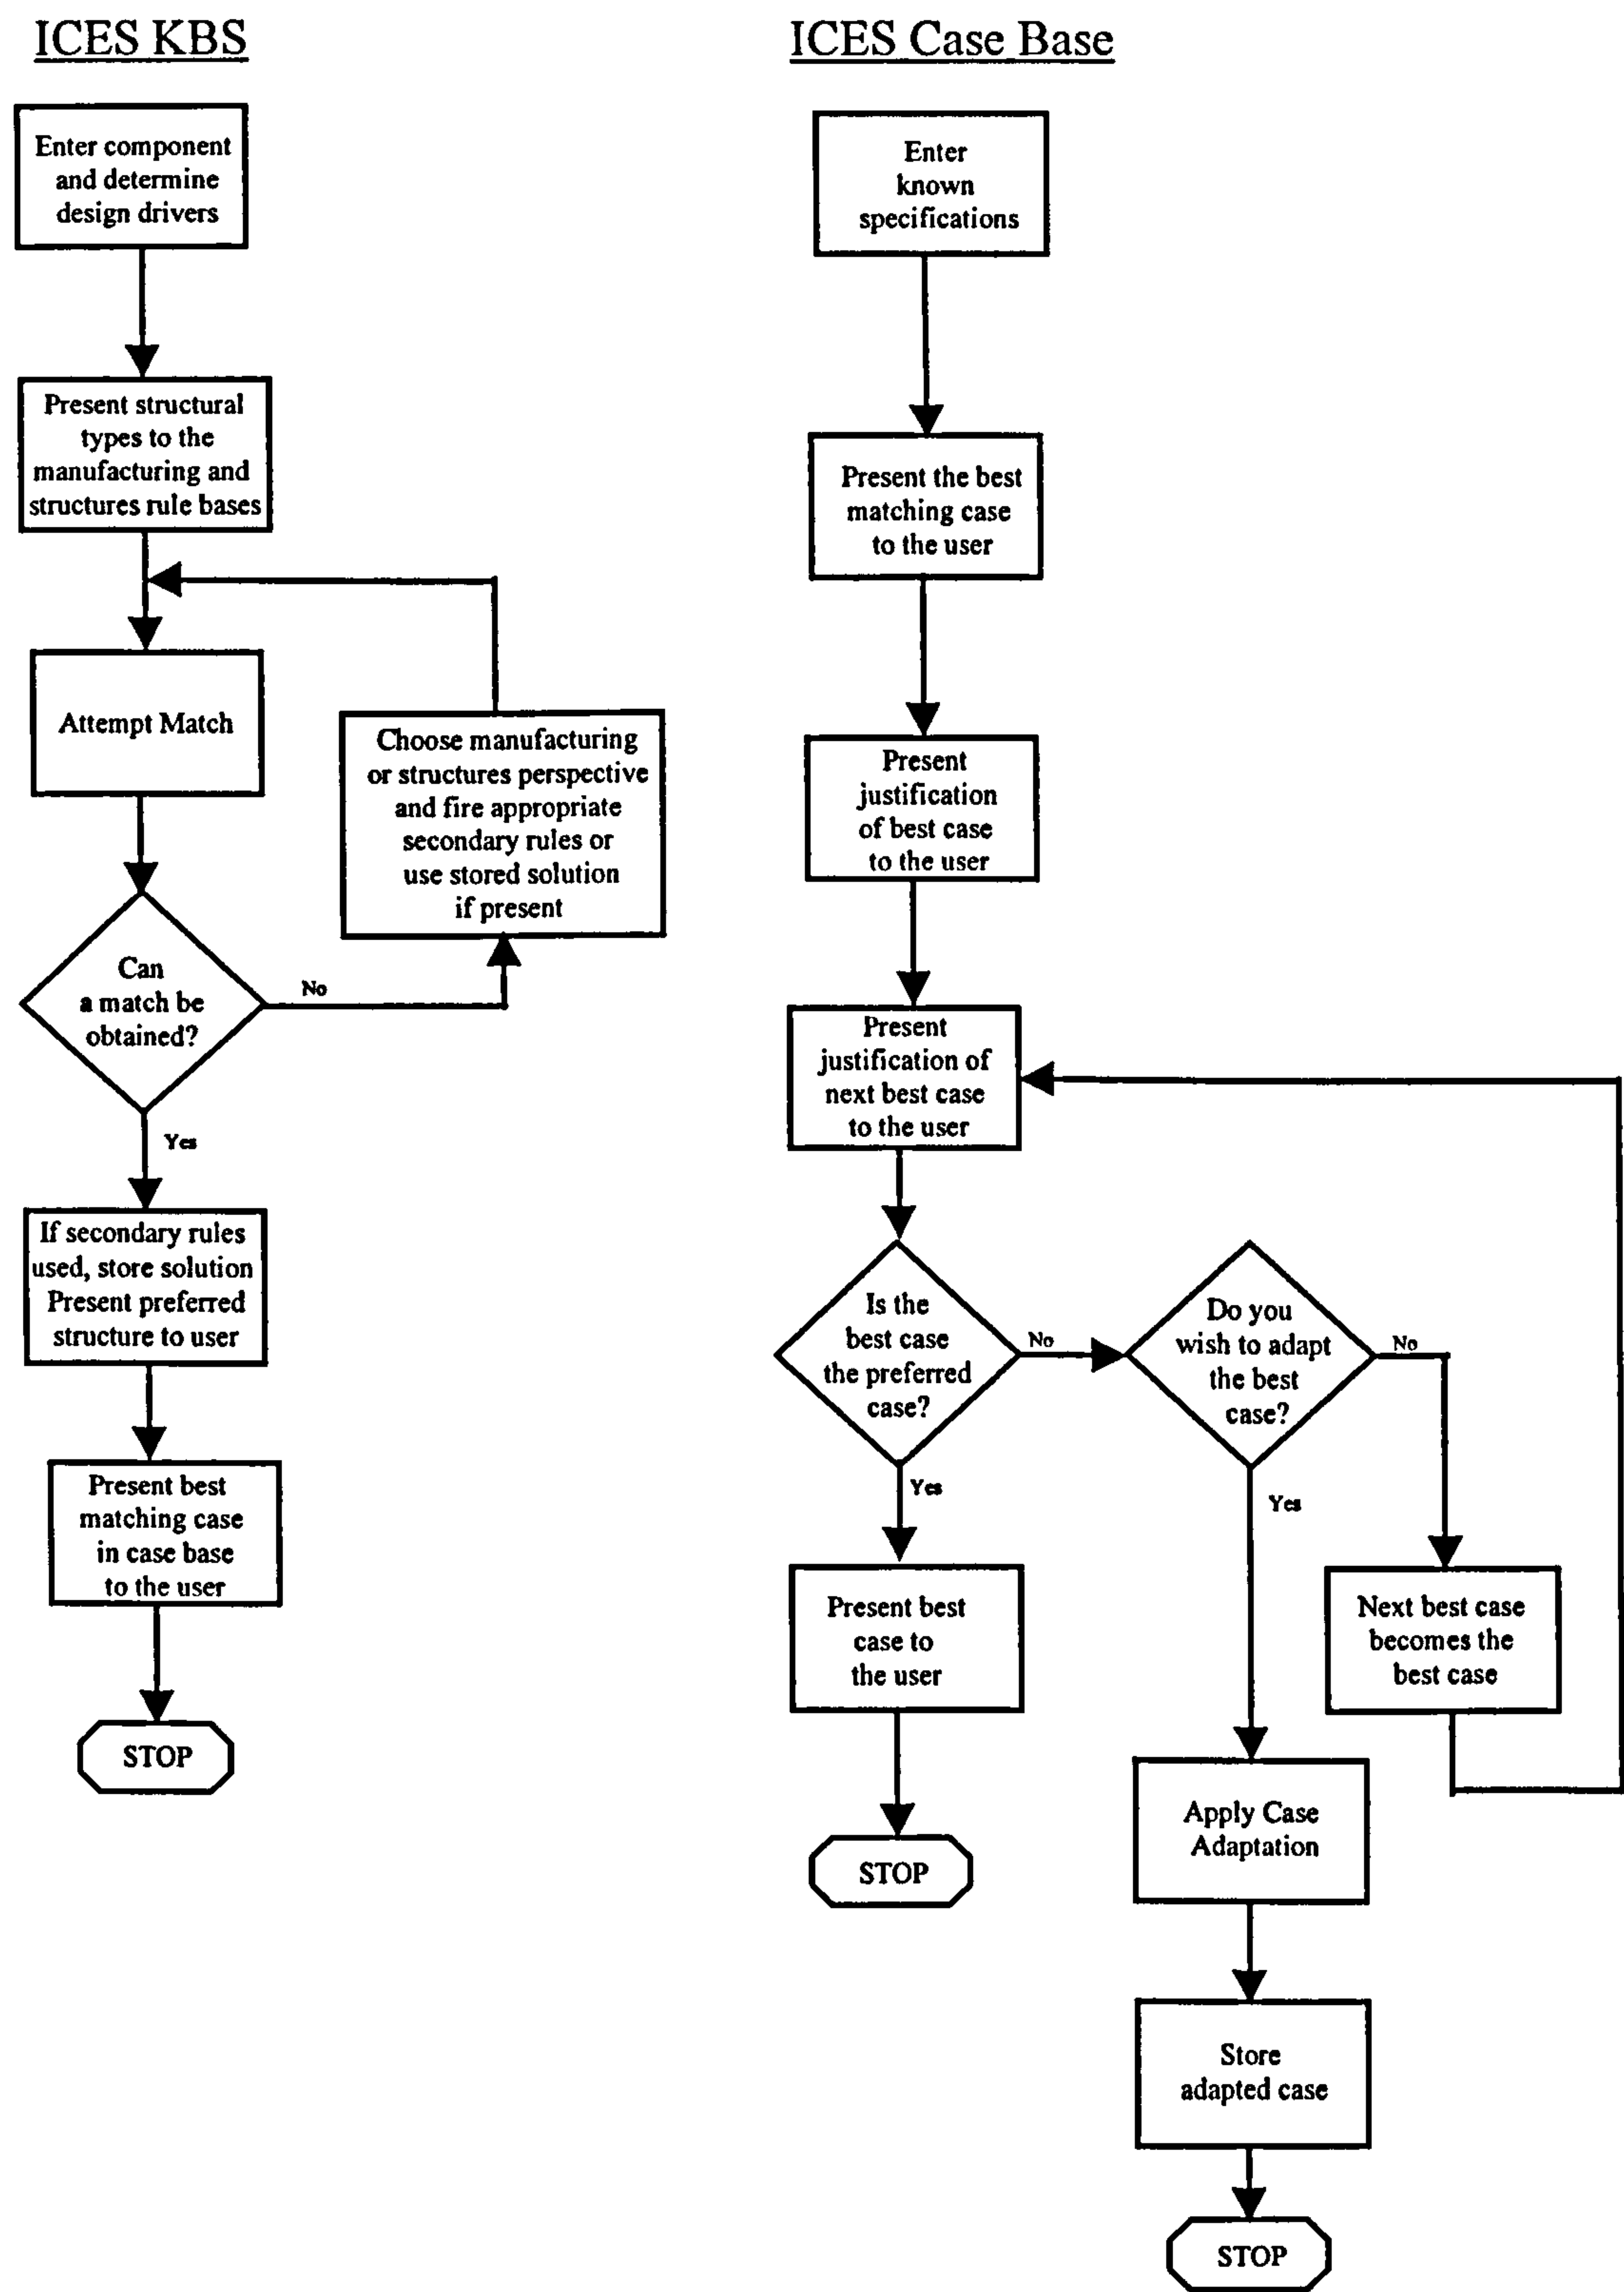 ICES KBS
Enter component
and determine
design drivers
Present structural
types to the
manufacturing and
structures rule bases
Attempt Match
Choose manufacturing
or structures perspective
and fire appropriate
secondary rules or
use stored solution
if present
Can
a match be
obtained?
No
Yes
If secondary rules
used, store solution
Present preferred
structure to user
Present best
matching case
in case base
to the user
STOP
ICES Case Base
Enter
known
specifications
Present the best
matching case
to the user
Present
justification
of best case
to the user
Present
justification of
next best case
to the user
Is the
best case
the preferred
case?
No
Do you
wish to adapt
the best
case?
No
Yes
Yes
Present best
case to
the user
Next best case
becomes the
best case
STOP
Apply Case
Adaptation
Store
adapted case
STOP